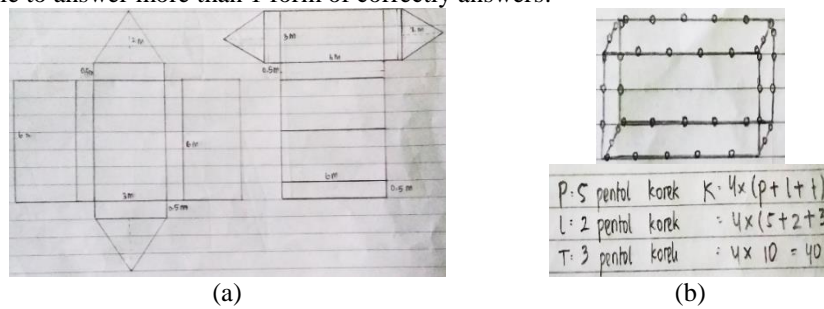 le to answer more than 1 form of correctly answers.
2m
0.5m
6m
6m
3m
0.5m
3m
2m
0.5m
6m
6m
0.5m
P: 5 pentol korek K: 4x (p+l+t)
l: 2 pentol korek : 4x (5+2+3
T: 3 pentol korek : 4x 10 = 40
(a)
(b)